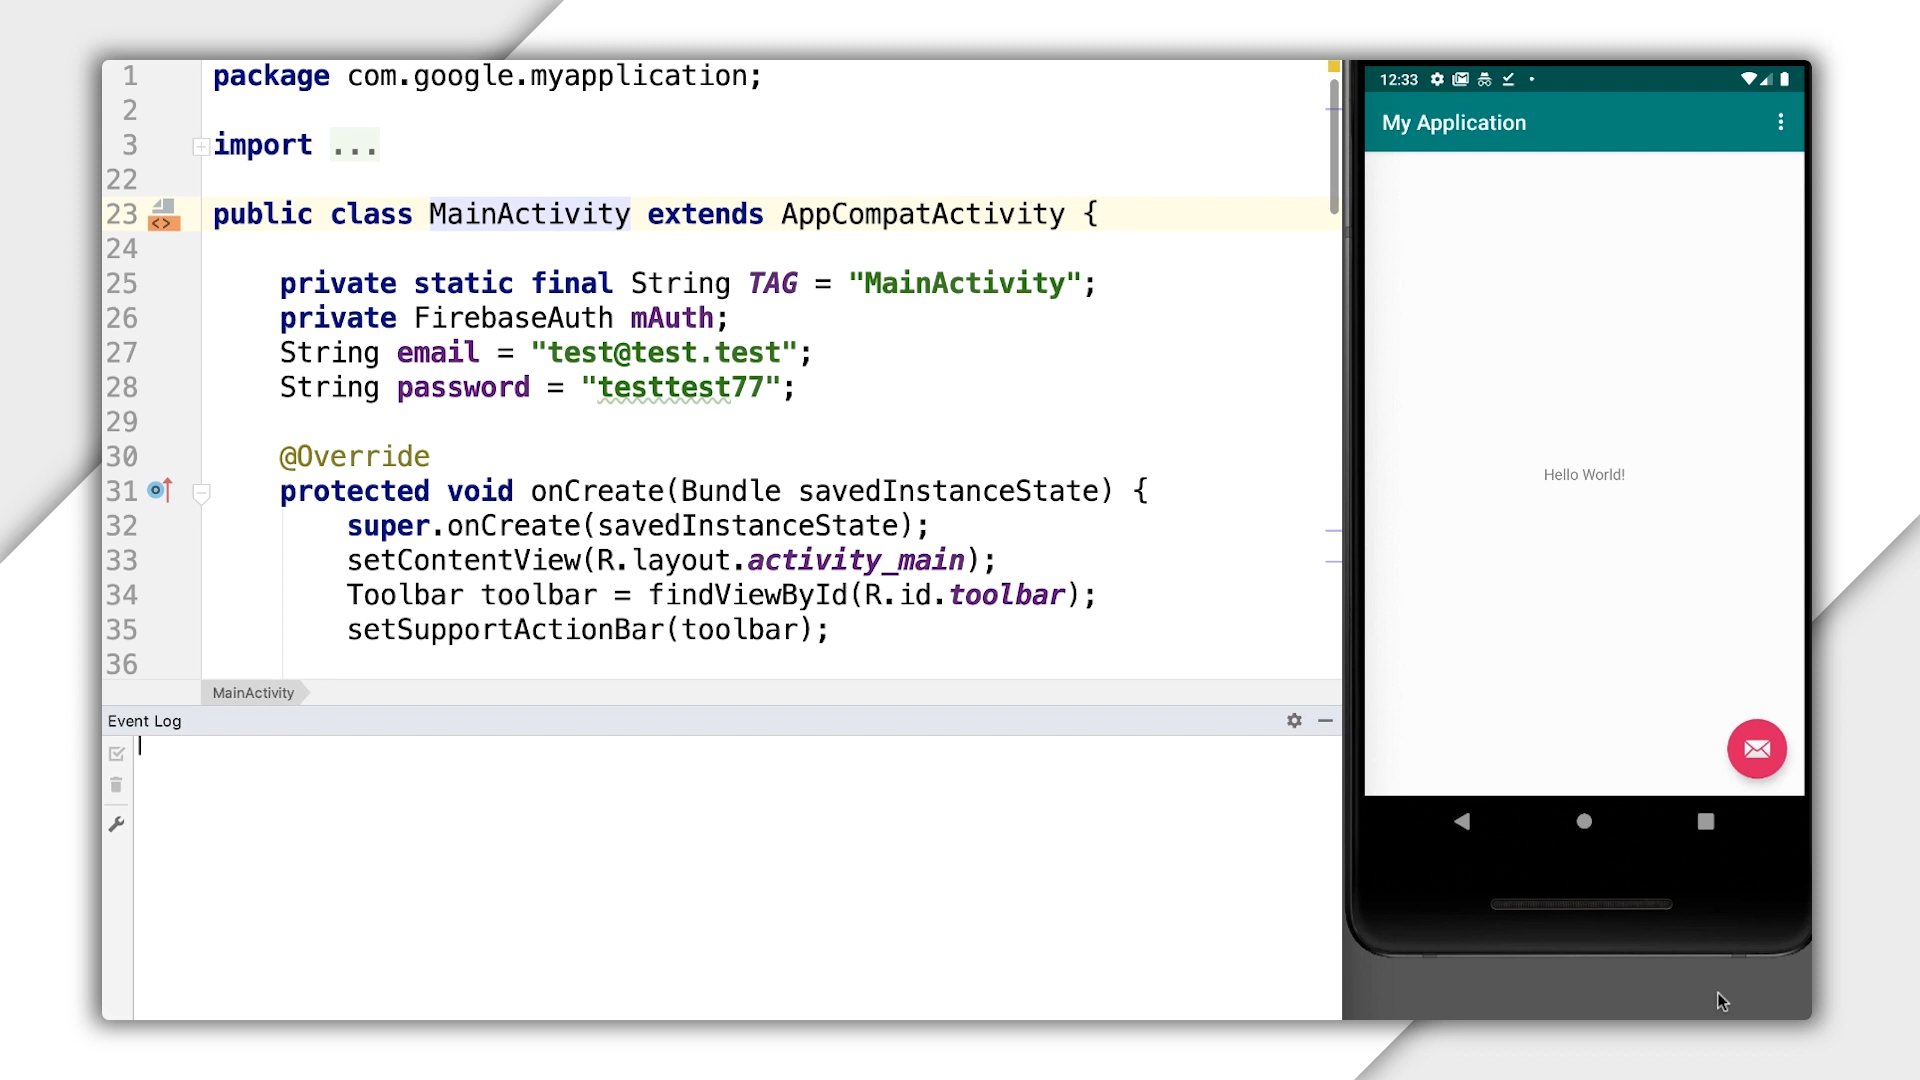 1 package com.google.myapplication;
2
3 import ...
22
23 public class MainActivity extends AppCompatActivity {
24
25 private static final String TAG = "MainActivity";
26 private FirebaseAuth mAuth;
27 String email = "test@test.test";
28 String password = "testtest77";
29
30 @Override
31 protected void onCreate(Bundle savedInstanceState) {
32 super.onCreate(savedInstanceState);
33 setContentView(R.layout.activity_main);
34 Toolbar toolbar = findViewById(R.id.toolbar);
35 setSupportActionBar(toolbar);
36
MainActivity
Event Log
12:33
My Application
Hello World!